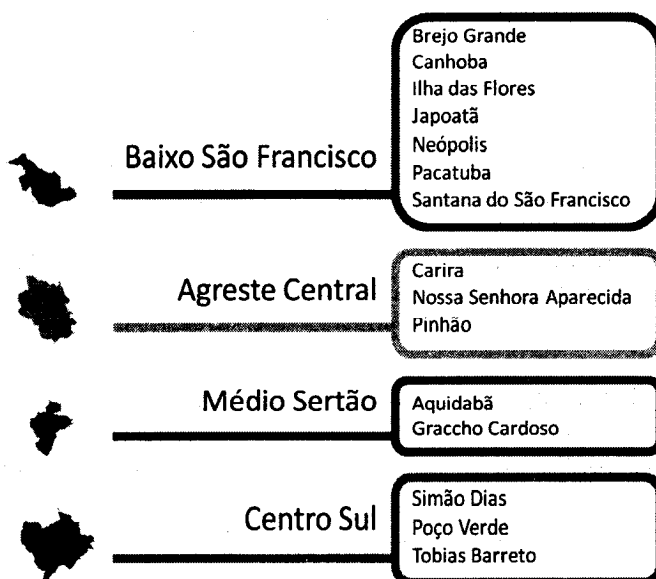 Baixo São Francisco
Brejo Grande
Canhoba
Ilha das Flores
Japoatã
Neópolis
Pacatuba
Santana do São Francisco
Agreste Central
Carira
Nossa Senhora Aparecida
Pinhão
Médio Sertão
Aquidabã
Graccho Cardoso
Centro Sul
Simão Dias
Poço Verde
Tobias Barreto